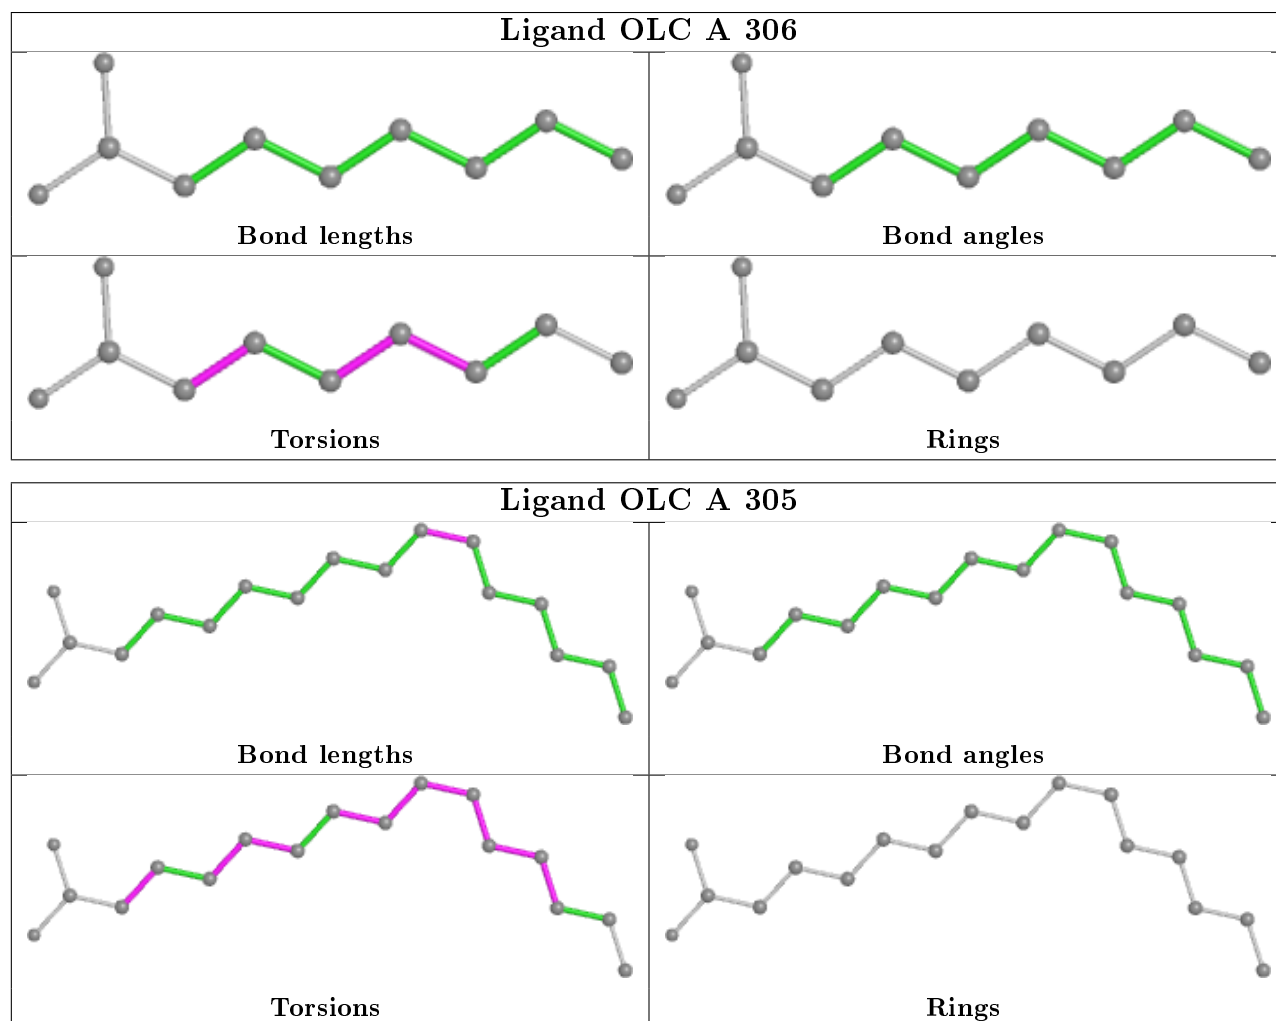 Ligand OLC A 306
Bond lengths
Bond angles
Torsions
Rings
Ligand OLC A 305
Bond lengths
Bond angles
Torsions
Rings